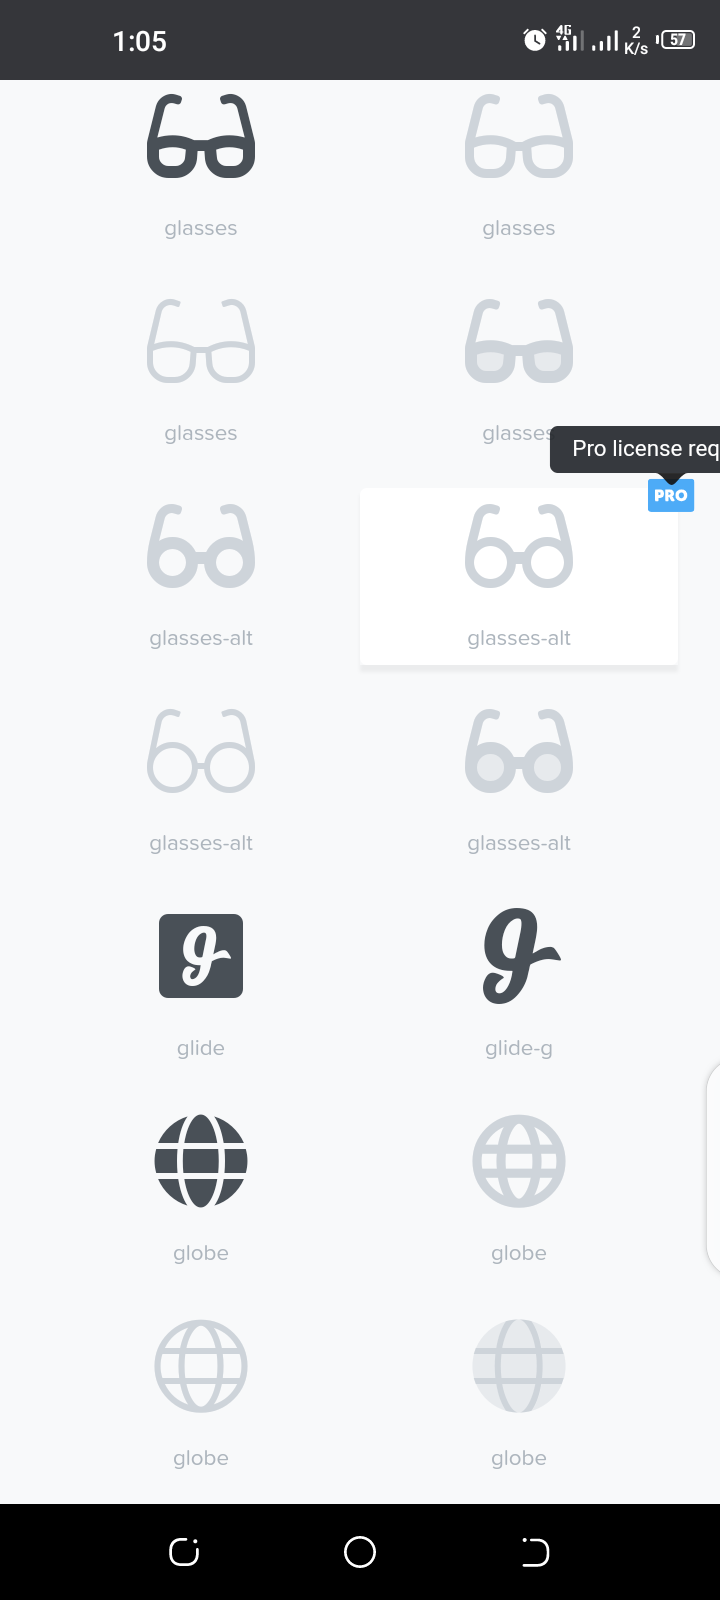 1:05
4G
2
K/s
57
glasses
glasses
glasses
glasses
Pro license req
PRO
glasses-alt
glasses-alt
glasses-alt
glasses-alt
glide
glide-g
globe
globe
globe
globe